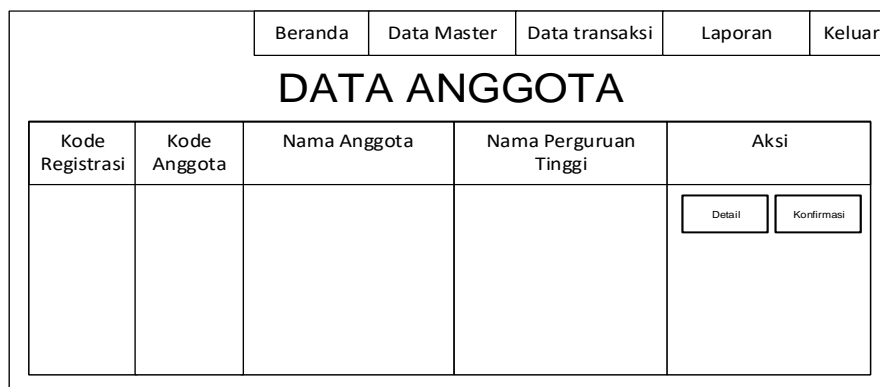 Beranda Data Master Data transaksi Laporan Keluar
DATA ANGGOTA
Kode Registrasi Kode Anggota Nama Anggota Nama Perguruan Tinggi Aksi
Detail Konfirmasi